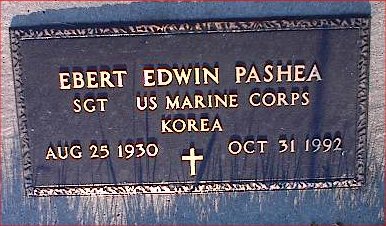 EBERT EDWIN PASHEA
SGT US MARINE CORPS
KOREA
AUG 25 1930 OCT 31 1992